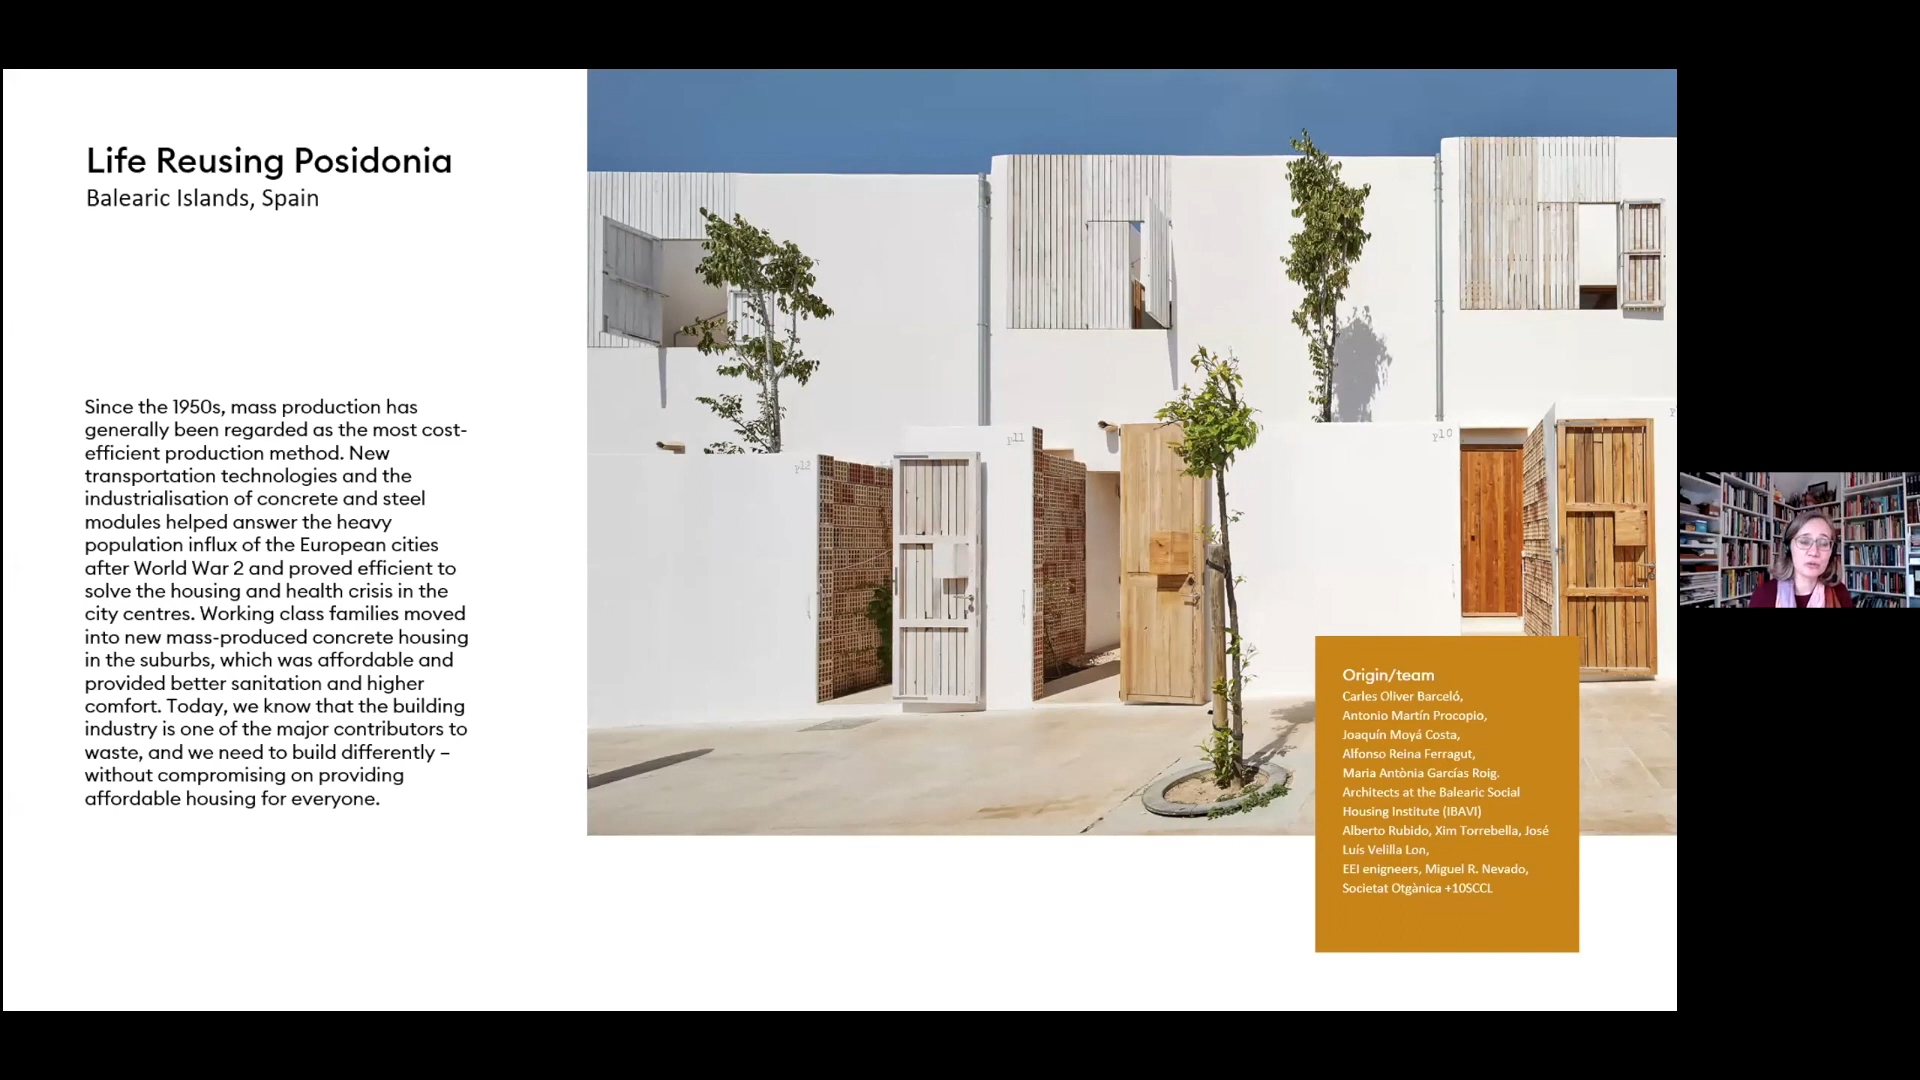 Life Reusing Posidonia
Balearic Islands, Spain
Since the 1950s, mass production has
generally been regarded as the most cost-
efficient production method. New
transportation technologies and the
industrialisation of concrete and steel
modules helped answer the heavy
population influx of the European cities
after World War 2 and proved efficient to
solve the housing and health crisis in the
city centres. Working class families moved
into new mass-produced concrete housing
in the suburbs, which was affordable and
provided better sanitation and higher
comfort. Today, we know that the building
industry is one of the major contributors to
waste, and we need to build differently –
without compromising on providing
affordable housing for everyone.
p12
p11
p10
Origin/team
Carles Oliver Barceló,
Antonio Martín Procopio,
Joaquín Moyá Costa,
Alfonso Reina Ferragut,
Maria Antònia Garcías Roig.
Architects at the Balearic Social
Housing Institute (IBAVI)
Alberto Rubido, Xim Torrebella, José
Luís Velilla Lon,
EEI enigneers, Miguel R. Nevado,
Societat Otgànica +10SCCL